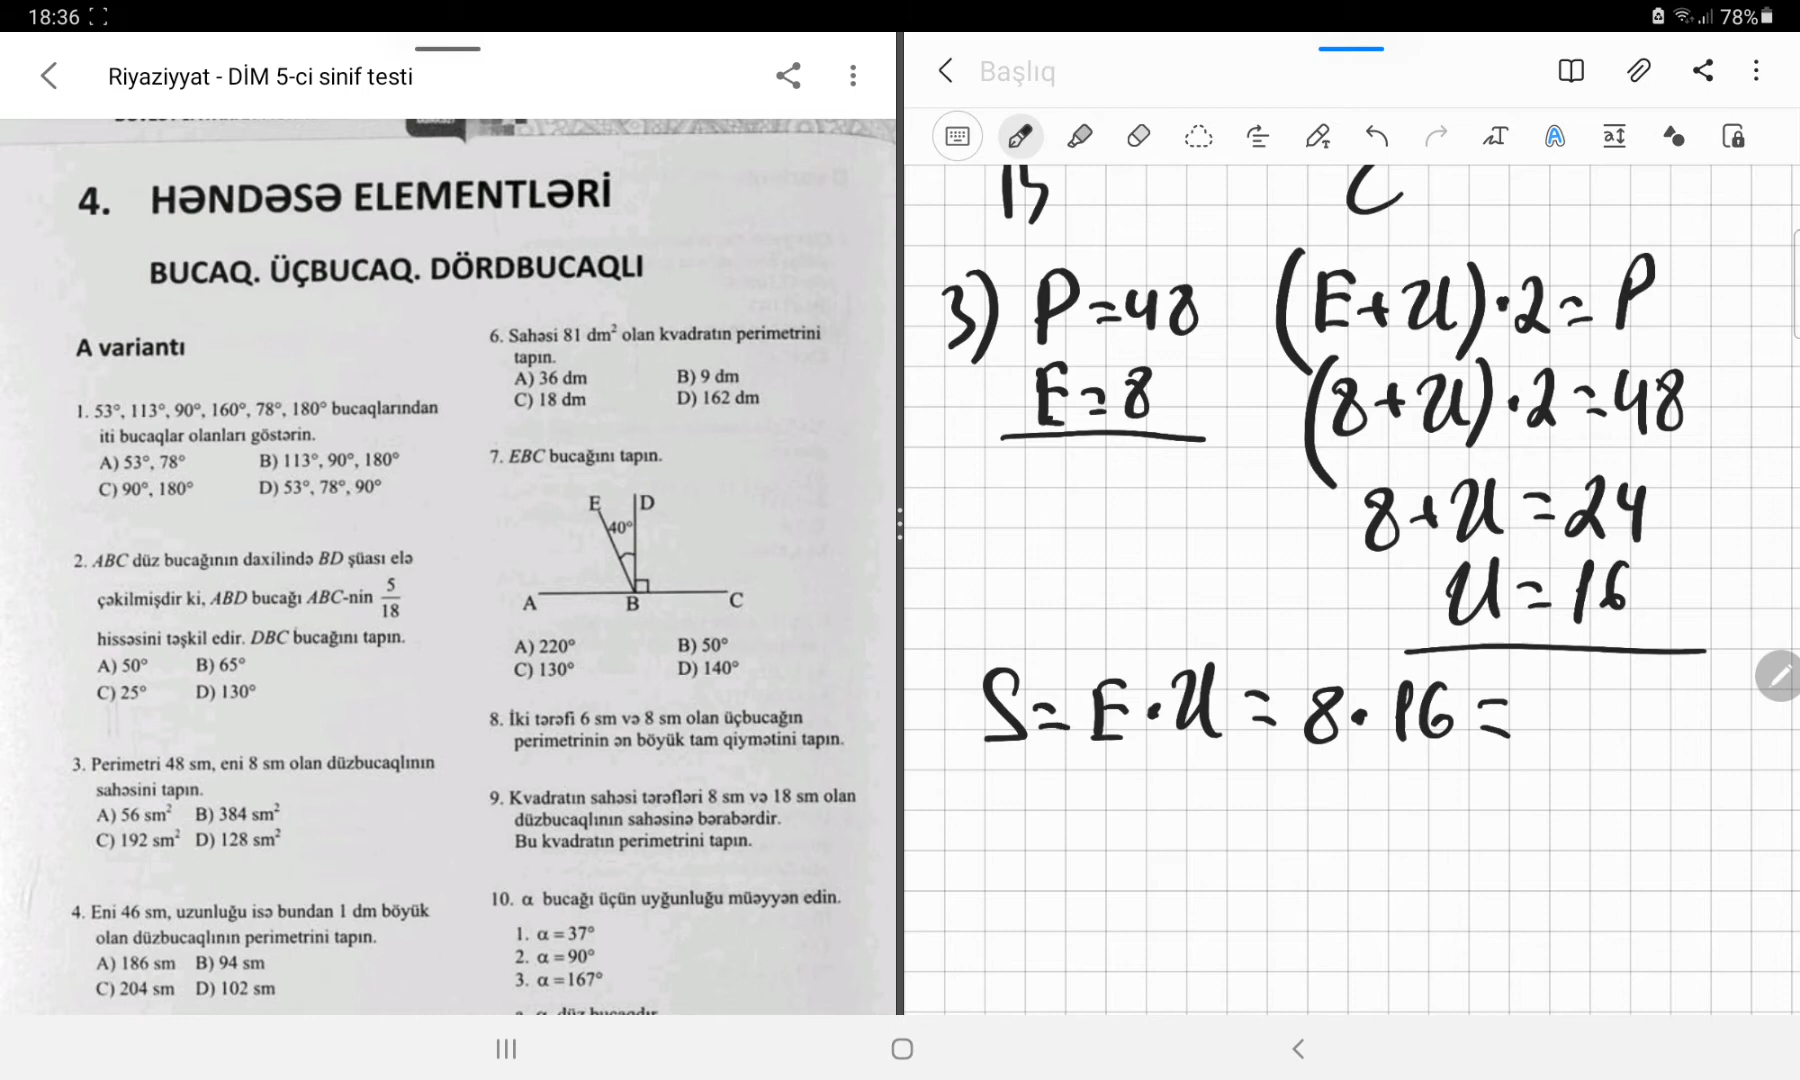 18:36
78%
Riyaziyyat - DİM 5-ci sinif testi
4. HƏNDƏSƏ ELEMENTLƏRİ
BUCAQ. ÜÇBUCAQ. DÖRDBUCAQLI
A variantı
1. 53°, 113°, 90°, 160°, 78°, 180° bucaqlarından
iti bucaqlar olanları göstərin.
A) 53°, 78° B) 113°, 90°, 180°
C) 90°, 180° D) 53°, 78°, 90°
2. ABC düz bucağının daxilində BD şüası elə
çəkilmişdir ki, ABD bucağı ABC-nin 5/18
hissəsini təşkil edir. DBC bucağını tapın.
A) 50° B) 65°
C) 25° D) 130°
3. Perimetri 48 sm, eni 8 sm olan düzbucaqlının
sahəsini tapın.
A) 56 sm² B) 384 sm²
C) 192 sm² D) 128 sm²
4. Eni 46 sm, uzunluğu isə bundan 1 dm böyük
olan düzbucaqlının perimetrini tapın.
A) 186 sm B) 94 sm
C) 204 sm D) 102 sm
6. Sahəsi 81 dm² olan kvadratın perimetrini
tapın.
A) 36 dm B) 9 dm
C) 18 dm D) 162 dm
7. EBC bucağını tapın.
E D
40°
A B C
A) 220° B) 50°
C) 130° D) 140°
8. İki tərəfi 6 sm və 8 sm olan üçbucağın
perimetrinin ən böyük tam qiymətini tapın.
9. Kvadratın sahəsi tərəfləri 8 sm və 18 sm olan
düzbucaqlının sahəsinə bərabərdir.
Bu kvadratın perimetrini tapın.
10. α bucağı üçün uyğunluğu müəyyən edin.
1. α = 37°
2. α = 90°
3. α = 167°
Başlıq
B C
3) P=48 (E+U)·2=P
E=8 (8+U)·2=48
8+U=24
U=16
S=E·U=8·16=